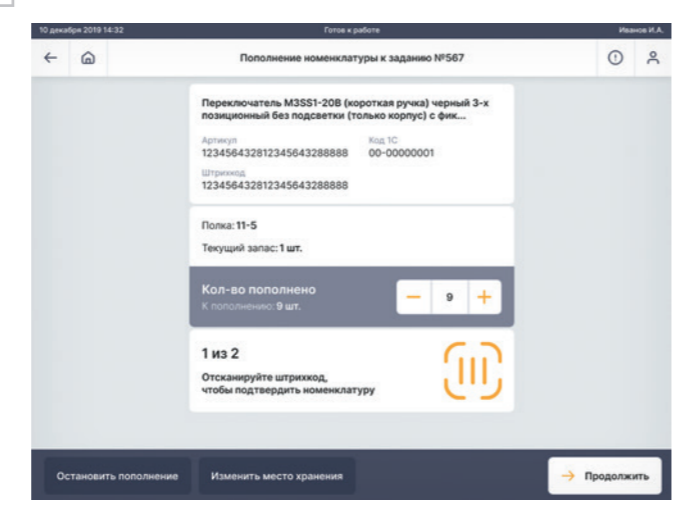 10 декабря 2019 14:32
Готов к работе
Иванов И.А.
Пополнение номенклатуры к заданию №567
Переключатель M3SS1-20B (короткая ручка) черный 3-х
позиционный без подсветки (только корпус) с фик...
Артикул
Код 1С
123456432812345643288888
00-00000001
Штрихкод
123456432812345643288888
Полка: 11-5
Текущий запас: 1 шт.
Кол-во пополнено
К пополнению: 9 шт.
9
1 из 2
Отсканируйте штрихкод,
чтобы подтвердить номенклатуру
Остановить пополнение
Изменить место хранения
Продолжить